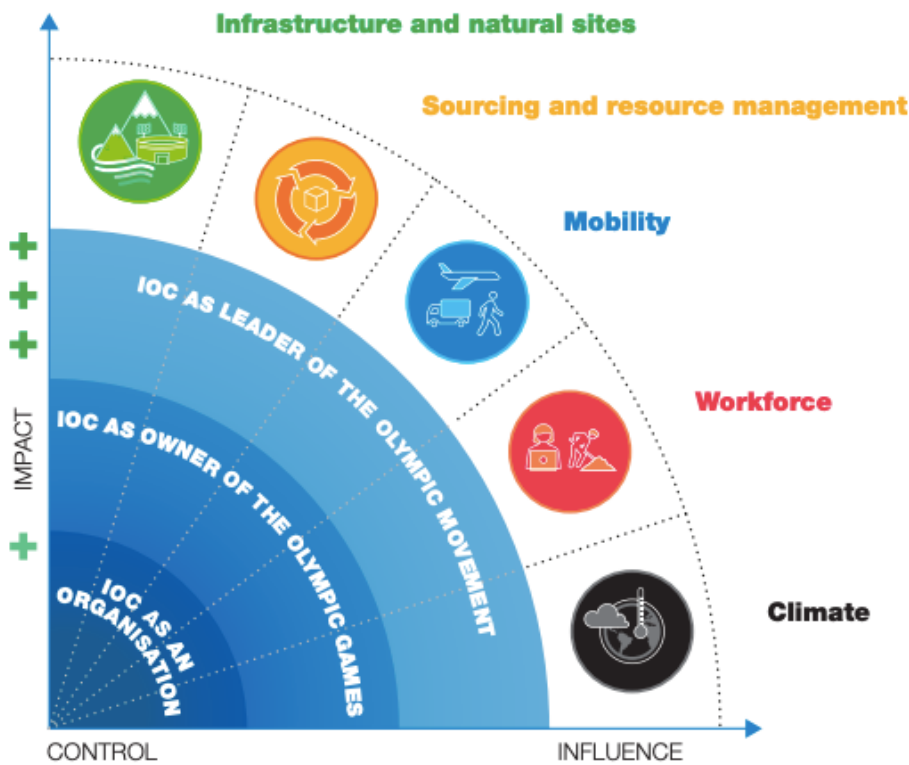 Infrastructure and natural sites
Sourcing and resource management
Mobility
Workforce
Climate
IOC AS LEADER OF THE OLYMPIC MOVEMENT
IOC AS OWNER OF THE OLYMPIC GAMES
IOC AS AN
ORGANISATION
+
+
+
IMPACT
+
CONTROL
INFLUENCE